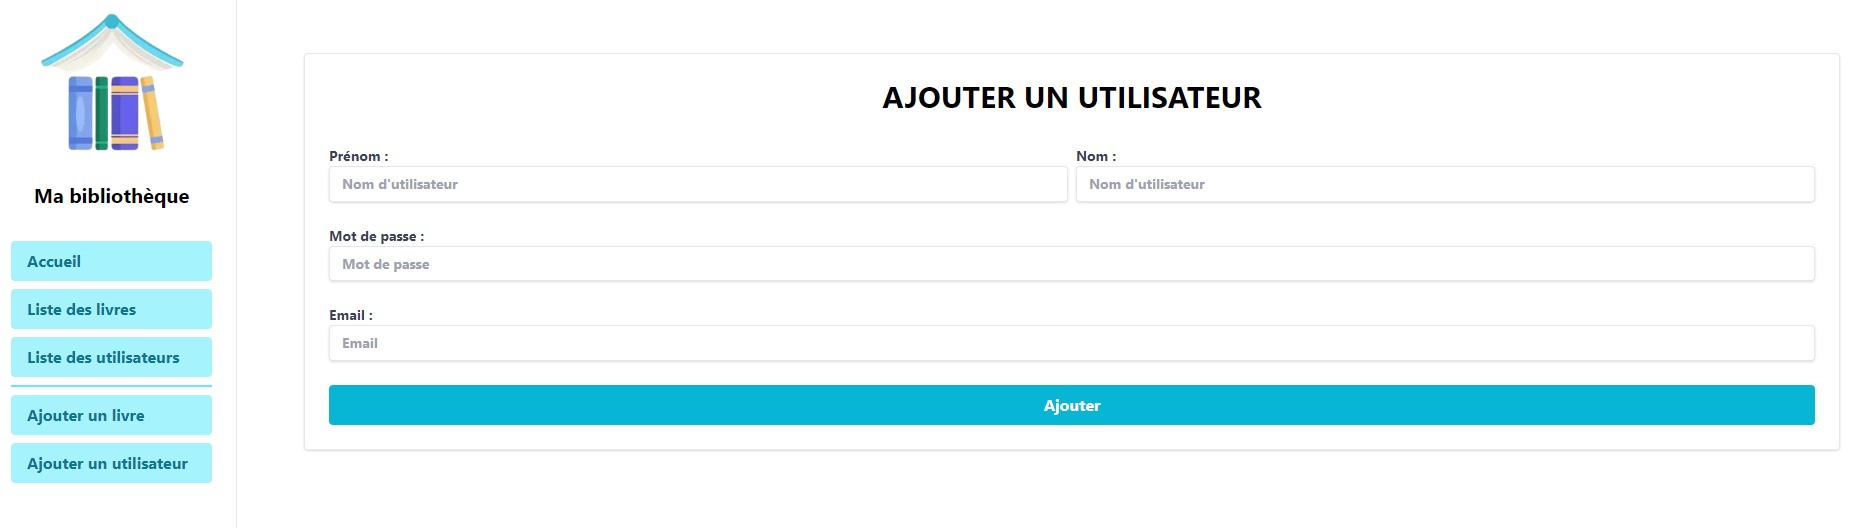 Ma bibliothèque
Accueil
Liste des livres
Liste des utilisateurs
Ajouter un livre
Ajouter un utilisateur
AJOUTER UN UTILISATEUR
Prénom :
Nom d'utilisateur
Nom :
Nom d'utilisateur
Mot de passe :
Mot de passe
Email :
Email
Ajouter